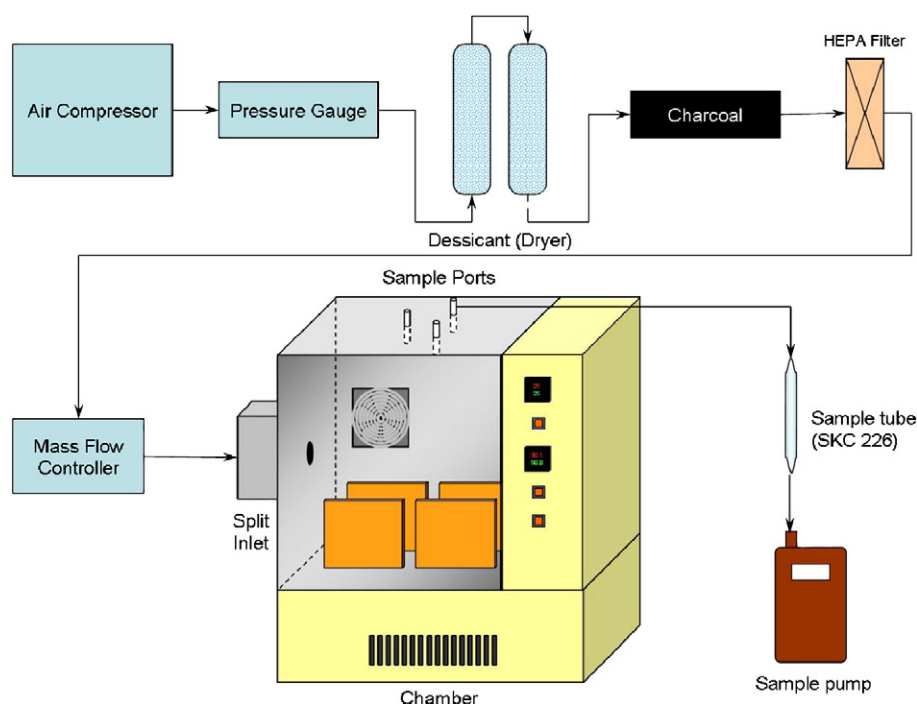 HEPA Filter
Air Compressor
Pressure Gauge
Charcoal
Dessicant (Dryer)
Sample Ports
Mass Flow
Controller
Split
Inlet
Sample tube
(SKC 226)
Chamber
Sample pump